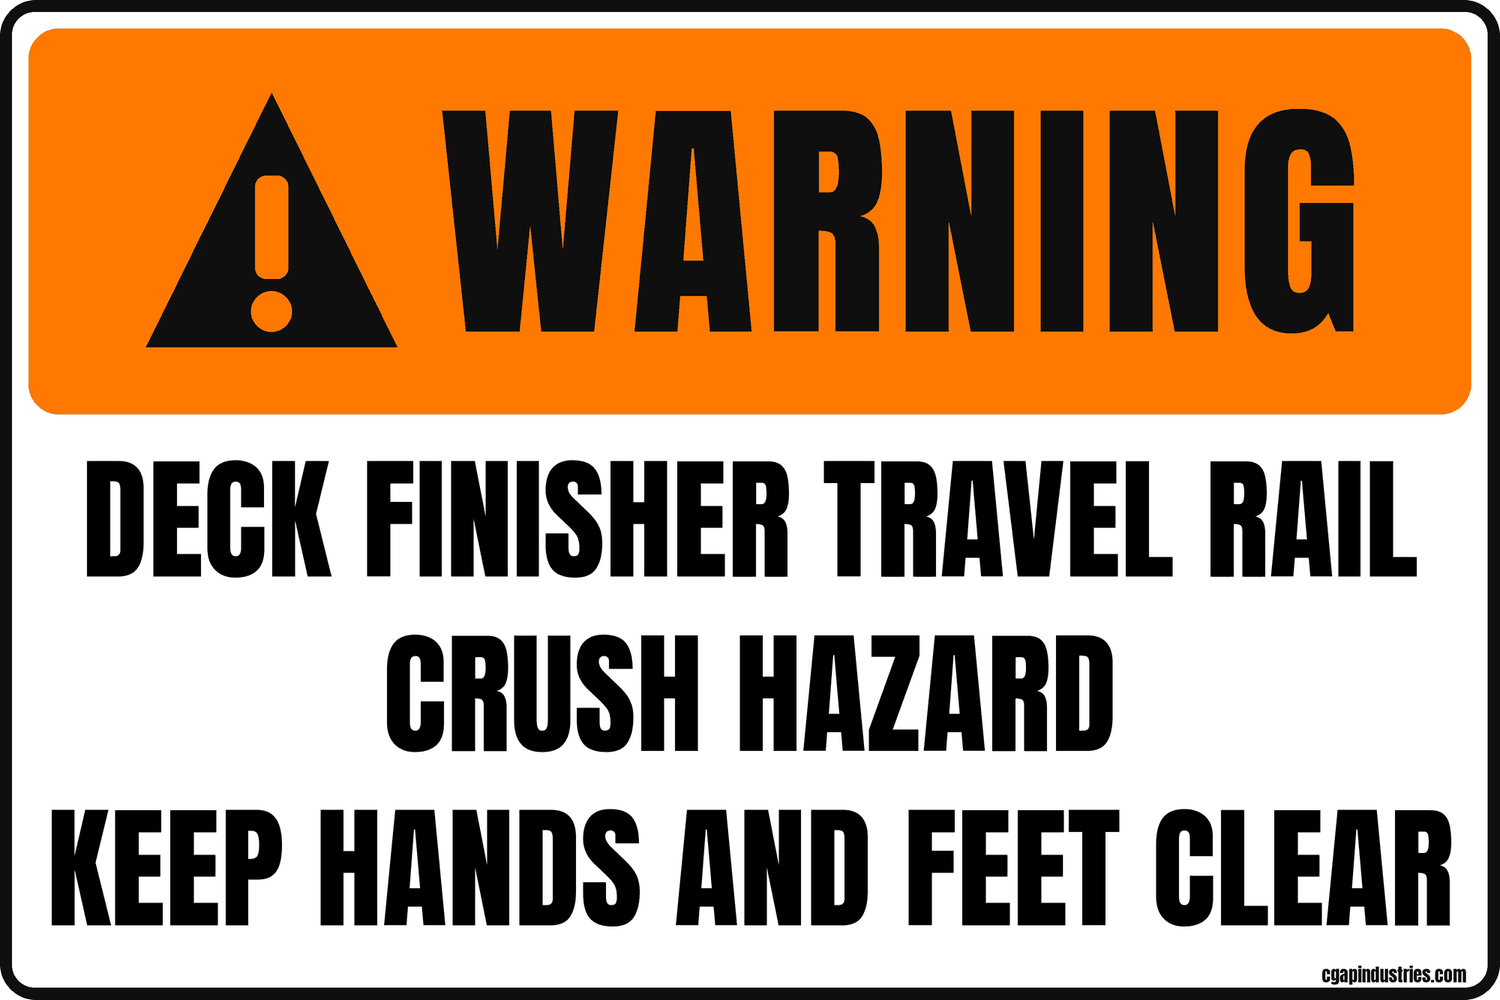 WARNING
DECK FINISHER TRAVEL RAIL
CRUSH HAZARD
KEEP HANDS AND FEET CLEAR
cgapindustries.com